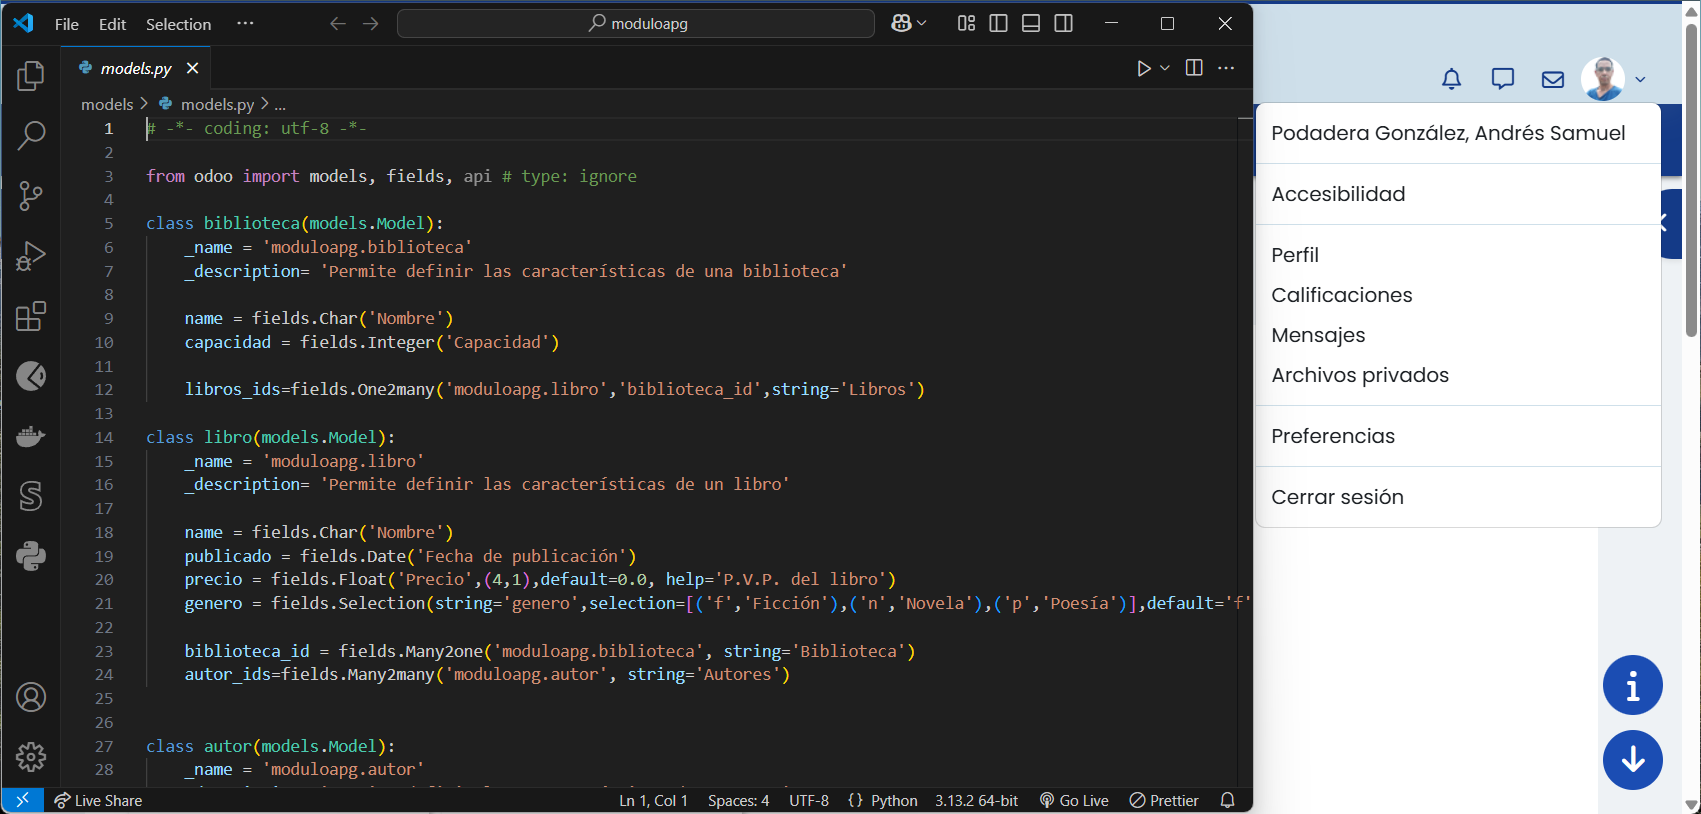 File Edit Selection ··· moduloapg
models.py
models > models.py > ...
1 # -*- coding: utf-8 -*-
2
3 from odoo import models, fields, api # type: ignore
4
5 class biblioteca(models.Model):
6 _name = 'moduloapg.biblioteca'
7 _description= 'Permite definir las características de una biblioteca'
8
9 name = fields.Char('Nombre')
10 capacidad = fields.Integer('Capacidad')
11
12 libros_ids=fields.One2many('moduloapg.libro','biblioteca_id',string='Libros')
13
14 class libro(models.Model):
15 _name = 'moduloapg.libro'
16 _description= 'Permite definir las características de un libro'
17
18 name = fields.Char('Nombre')
19 publicado = fields.Date('Fecha de publicación')
20 precio = fields.Float('Precio',(4,1),default=0.0, help='P.V.P. del libro')
21 genero = fields.Selection(string='genero',selection=[('f','Ficción'),('n','Novela'),('p','Poesía')],default='f'
22
23 biblioteca_id = fields.Many2one('moduloapg.biblioteca', string='Biblioteca')
24 autor_ids=fields.Many2many('moduloapg.autor', string='Autores')
25
26
27 class autor(models.Model):
28 _name = 'moduloapg.autor'
Live Share Ln 1, Col 1 Spaces: 4 UTF-8 {} Python 3.13.2 64-bit Go Live Prettier
Podadera González, Andrés Samuel
Accesibilidad
Perfil
Calificaciones
Mensajes
Archivos privados
Preferencias
Cerrar sesión